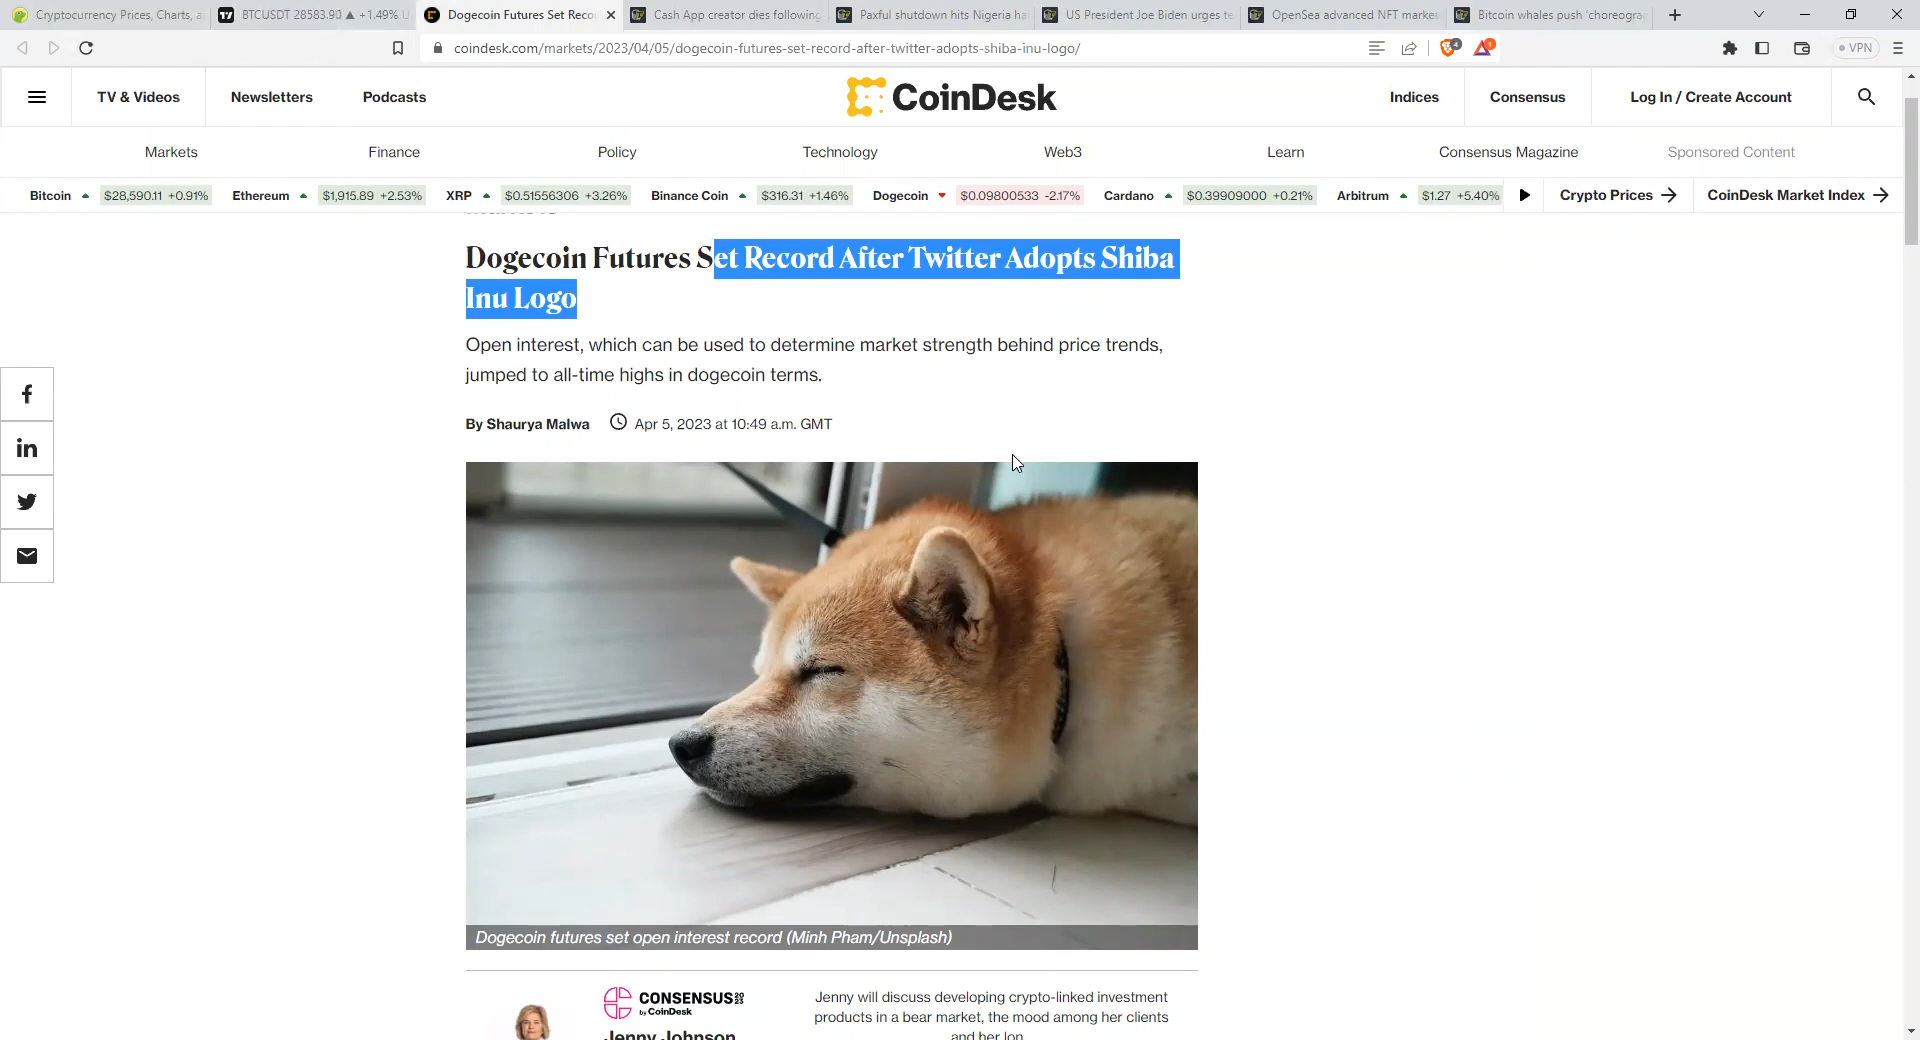 Cryptocurrency Prices, Charts, a
BTCUSDT 28583.90 ▲ +1.49% U
Dogecoin Futures Set Reco
Cash App creator dies following
Paxful shutdown hits Nigeria ha
US President Joe Biden urges te
OpenSea advanced NFT market
Bitcoin whales push 'choreogra
coindesk.com/markets/2023/04/05/dogecoin-futures-set-record-after-twitter-adopts-shiba-inu-logo/
4
1
VPN
TV & Videos
Newsletters
Podcasts
CoinDesk
Indices
Consensus
Log In / Create Account
Markets
Finance
Policy
Technology
Web3
Learn
Consensus Magazine
Sponsored Content
Bitcoin ▲ $28,590.11 +0.91%
Ethereum ▲ $1,915.89 +2.53%
XRP ▲ $0.51556306 +3.26%
Binance Coin ▲ $316.31 +1.46%
Dogecoin ▼ $0.09800533 -2.17%
Cardano ▲ $0.39909000 +0.21%
Arbitrum ▲ $1.27 +5.40%
Crypto Prices →
CoinDesk Market Index →
Dogecoin Futures Set Record After Twitter Adopts Shiba
Inu Logo
Open interest, which can be used to determine market strength behind price trends,
jumped to all-time highs in dogecoin terms.
By Shaurya Malwa
Apr 5, 2023 at 10:49 a.m. GMT
Dogecoin futures set open interest record (Minh Pham/Unsplash)
CONSENSUS 2023
by CoinDesk
Jenny Johnson
Jenny will discuss developing crypto-linked investment
products in a bear market, the mood among her clients
and her lon